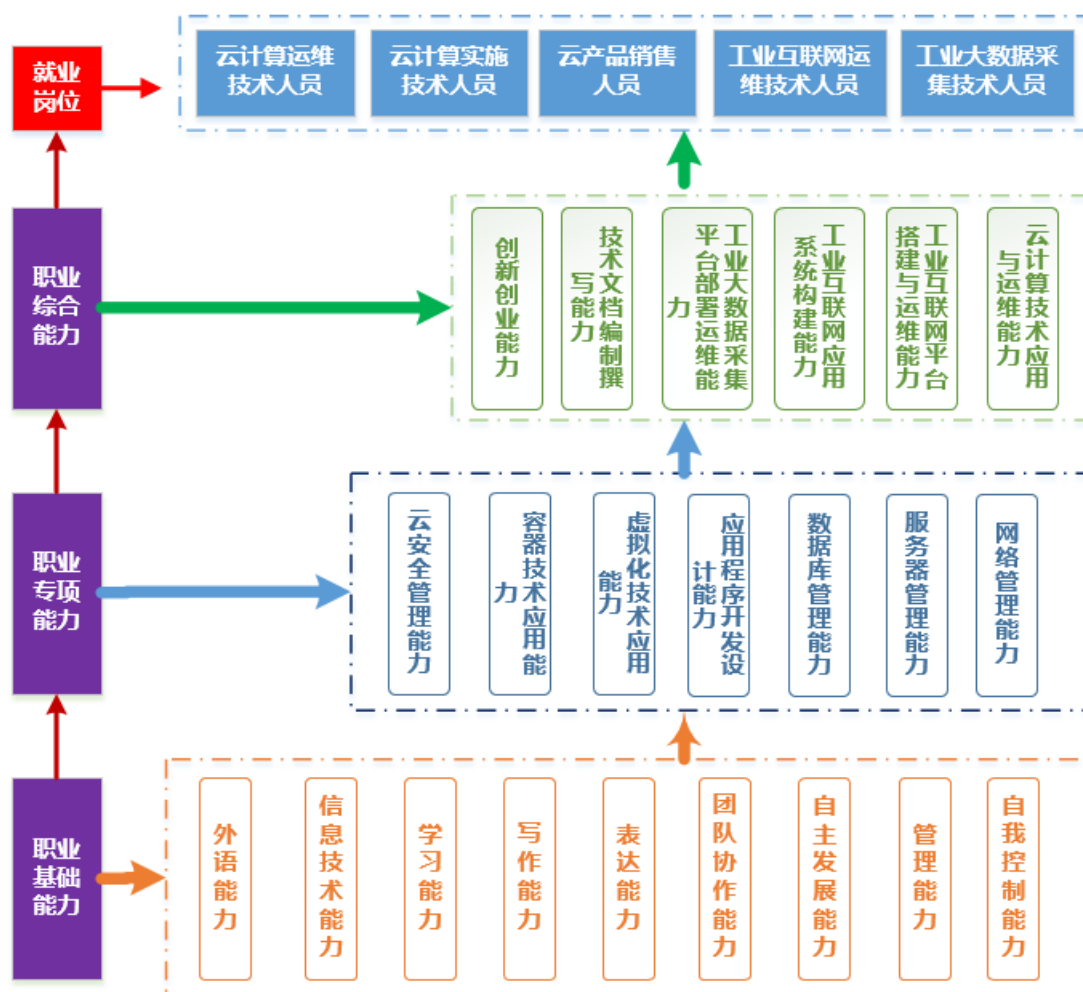 就业
岗位
云计算运维
技术人员
云计算实施
技术人员
云产品销售
人员
工业互联网运
维技术人员
工业大数据采
集技术人员
职业
综合
能力
创新创业能力
技术文档编制撰
写能力
工业大数据采集
平台部署运维能
力
工业互联网应用
系统构建能力
工业互联网平台
搭建与运维能力
云计算技术应用
与运维能力
职业
专项
能力
云安全管理能力
容器技术应用能
力
虚拟化技术应用
能力
应用程序开发设
计能力
数据库管理能力
服务器管理能力
网络管理能力
职业
基础
能力
外语能力
信息技术能力
学习能力
写作能力
表达能力
团队协作能力
自主发展能力
管理能力
自我控制能力